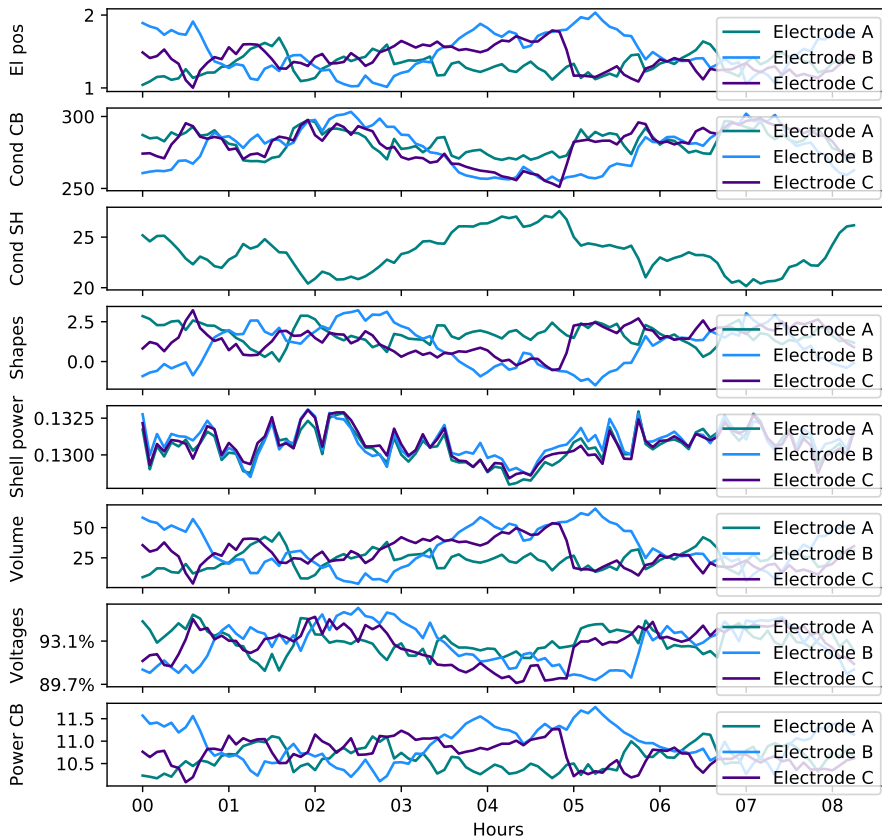 El pos
2
1
Electrode A
Electrode B
Electrode C
Cond CB
300
250
Electrode A
Electrode B
Electrode C
Cond SH
25
20
Shapes
2.5
0.0
Electrode A
Electrode B
Electrode C
Shell power
0.1325
0.1300
Electrode A
Electrode B
Electrode C
Volume
50
25
Electrode A
Electrode B
Electrode C
Voltages
93.1%
89.7%
Electrode A
Electrode B
Electrode C
Power CB
11.5
11.0
10.5
Electrode A
Electrode B
Electrode C
00 01 02 03 04 05 06 07 08
Hours